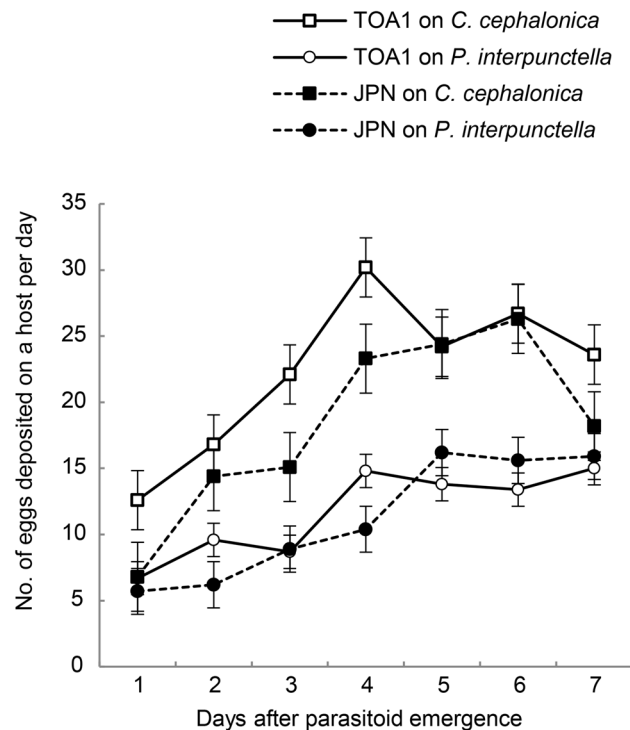 TOA1 on C. cephalonica
TOA1 on P. interpunctella
JPN on C. cephalonica
JPN on P. interpunctella
No. of eggs deposited on a host per day
35
30
25
20
15
10
5
0
1 2 3 4 5 6 7
Days after parasitoid emergence